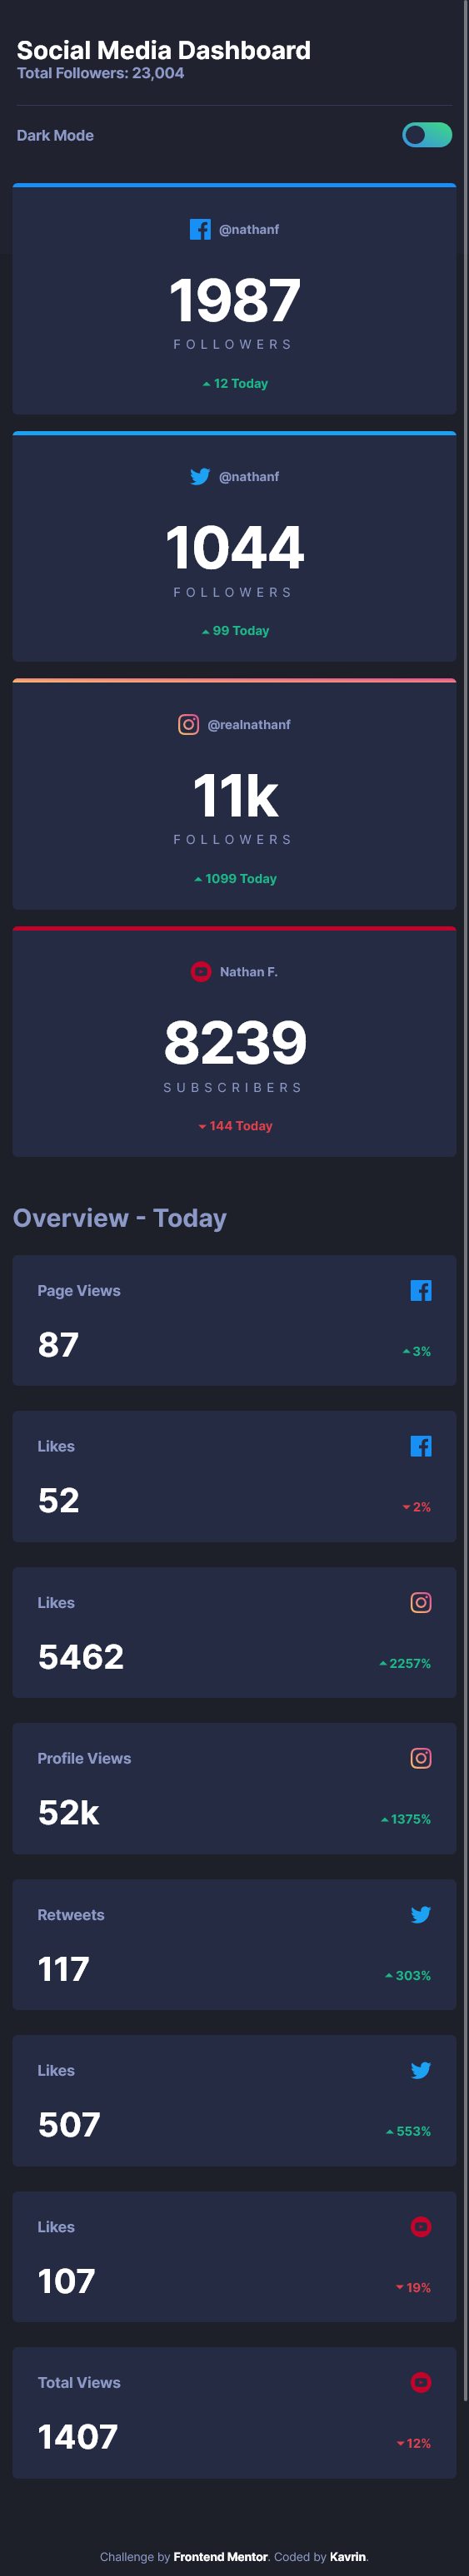 Social Media Dashboard
Total Followers: 23,004
Dark Mode
@nathanf
1987
FOLLOWERS
12 Today
@nathanf
1044
FOLLOWERS
99 Today
@realnathanf
11k
FOLLOWERS
1099 Today
Nathan F.
8239
SUBSCRIBERS
144 Today
Overview - Today
Page Views
87
3%
Likes
52
2%
Likes
5462
2257%
Profile Views
52k
1375%
Retweets
117
303%
Likes
507
553%
Likes
107
19%
Total Views
1407
12%
Challenge by Frontend Mentor. Coded by Kavrin.